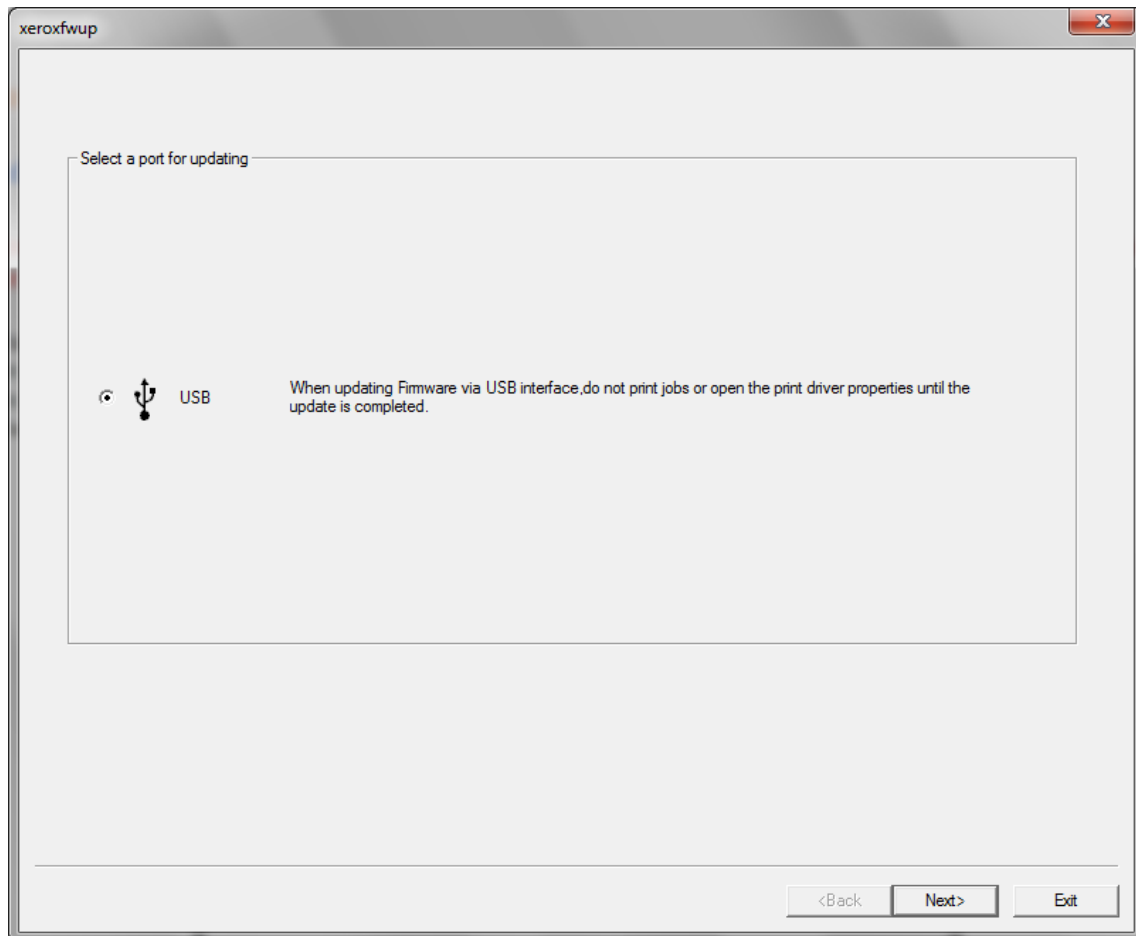 xeroxfwup
Select a port for updating
USB
When updating Firmware via USB interface,do not print jobs or open the print driver properties until the
update is completed.
<Back
Next>
Exit